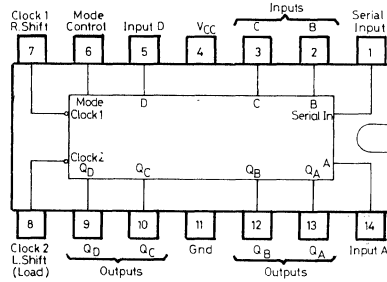 Clock 1 Mode Inputs Serial
R.Shift Control Input D VCC C B Input
7 6 5 4 3 2 1
Mode D C B
Clock 1 Serial In
Clock 2 A
QD QC QB QA
8 9 10 11 12 13 14
Clock 2 QD QC Gnd QB QA Input A
L.Shift Outputs Outputs
(Load)